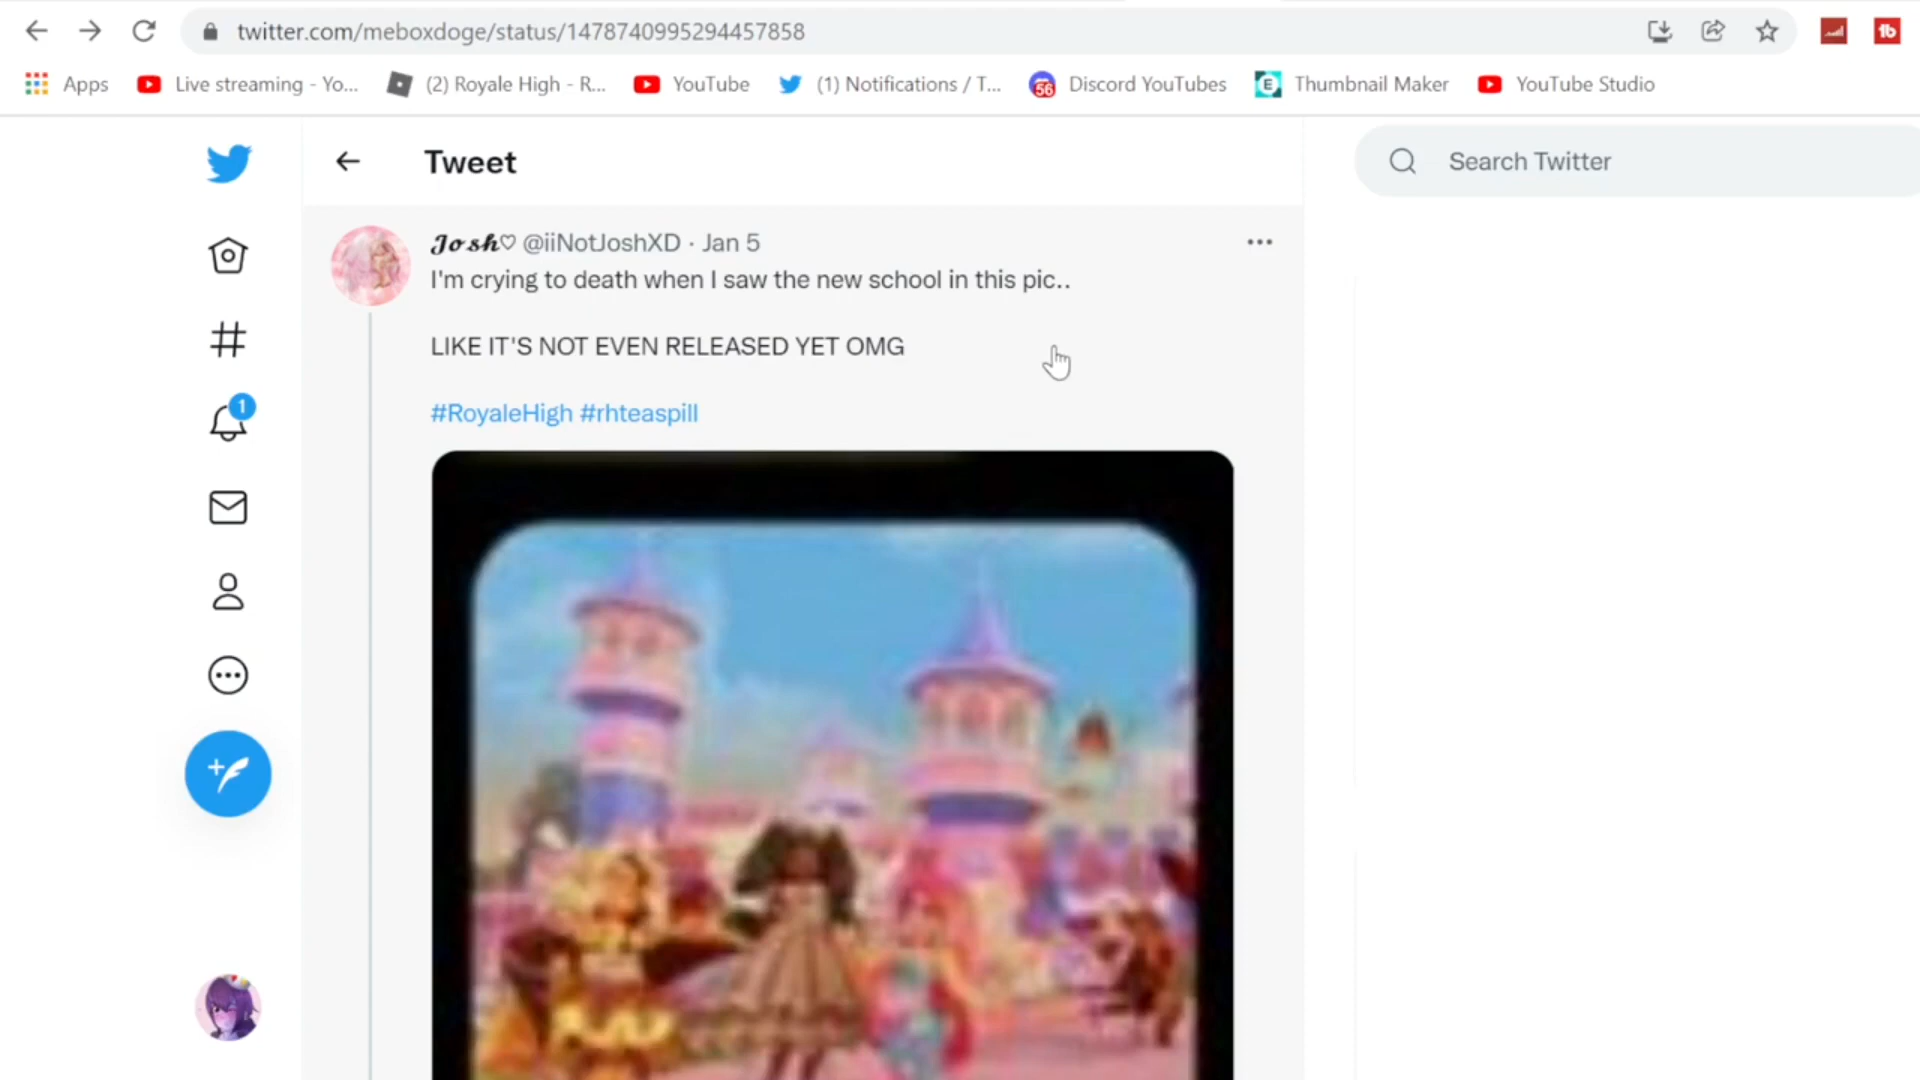 twitter.com/meboxdoge/status/1478740995294457858
Apps
Live streaming - Yo...
(2) Royale High - R...
YouTube
(1) Notifications / T...
56
Discord YouTubes
E
Thumbnail Maker
YouTube Studio
Tweet
Search Twitter
𝓙𝓸𝓼𝓱♡ @iiNotJoshXD · Jan 5
I'm crying to death when I saw the new school in this pic..
LIKE IT'S NOT EVEN RELEASED YET OMG
1
#RoyaleHigh #rhteaspill